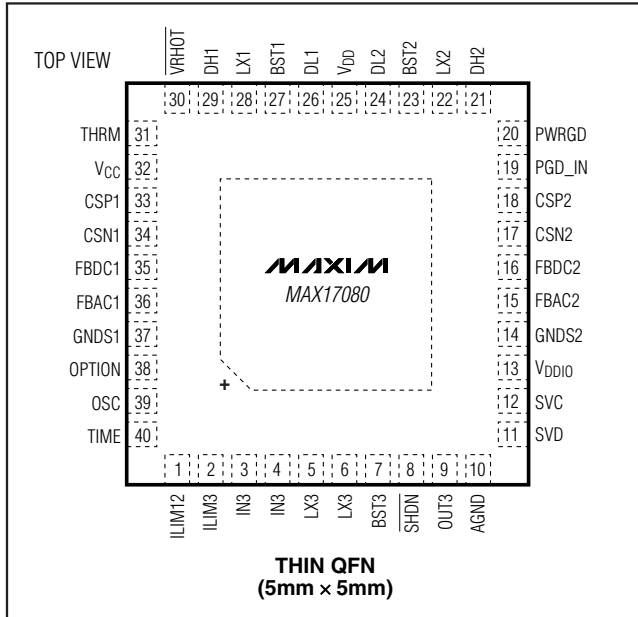 TOP VIEW
VRHOT DH1 LX1 BST1 DL1 VDD DL2 BST2 LX2 DH2
30 29 28 27 26 25 24 23 22 21
THRM 31
VCC 32
CSP1 33
CSN1 34
FBDC1 35
FBAC1 36
GNDS1 37
OPTION 38
OSC 39
TIME 40
20 PWRGD
19 PGD_IN
18 CSP2
17 CSN2
16 FBDC2
15 FBAC2
14 GNDS2
13 VDDIO
12 SVC
11 SVD
MAXIM
MAX17080
+
1 2 3 4 5 6 7 8 9 10
ILIM12 ILIM3 IN3 IN3 LX3 LX3 BST3 SHDN OUT3 AGND
THIN QFN
(5mm × 5mm)